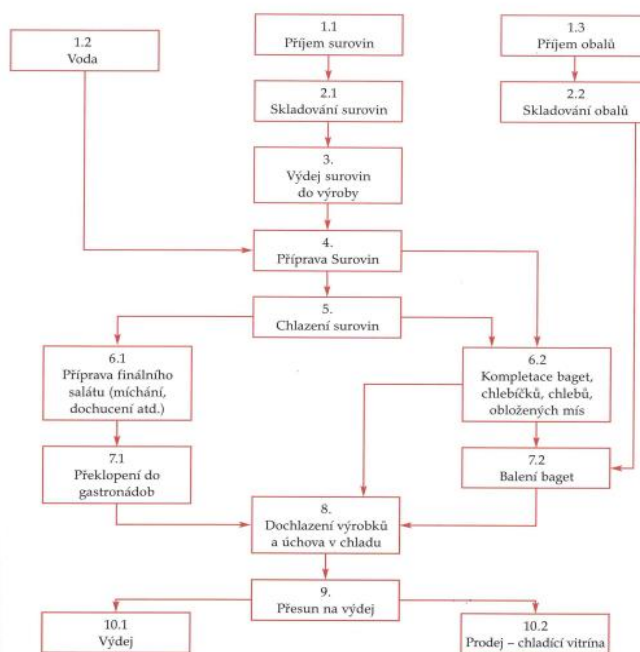 1.1
Příjem surovin
1.2
Voda
1.3
Příjem obalů
2.1
Skladování surovin
2.2
Skladování obalů
3.
Výdej surovin
do výroby
4.
Příprava Surovin
5.
Chlazení surovin
6.1
Příprava finálního
salátu (míchání,
dochucení atd.)
6.2
Kompletace baget,
chlebíčků, chlebů,
obložených mís
7.1
Překlopení do
gastronádob
7.2
Balení baget
8.
Dochlazení výrobků
a úchova v chladu
9.
Přesun na výdej
10.1
Výdej
10.2
Prodej – chladící vitrína